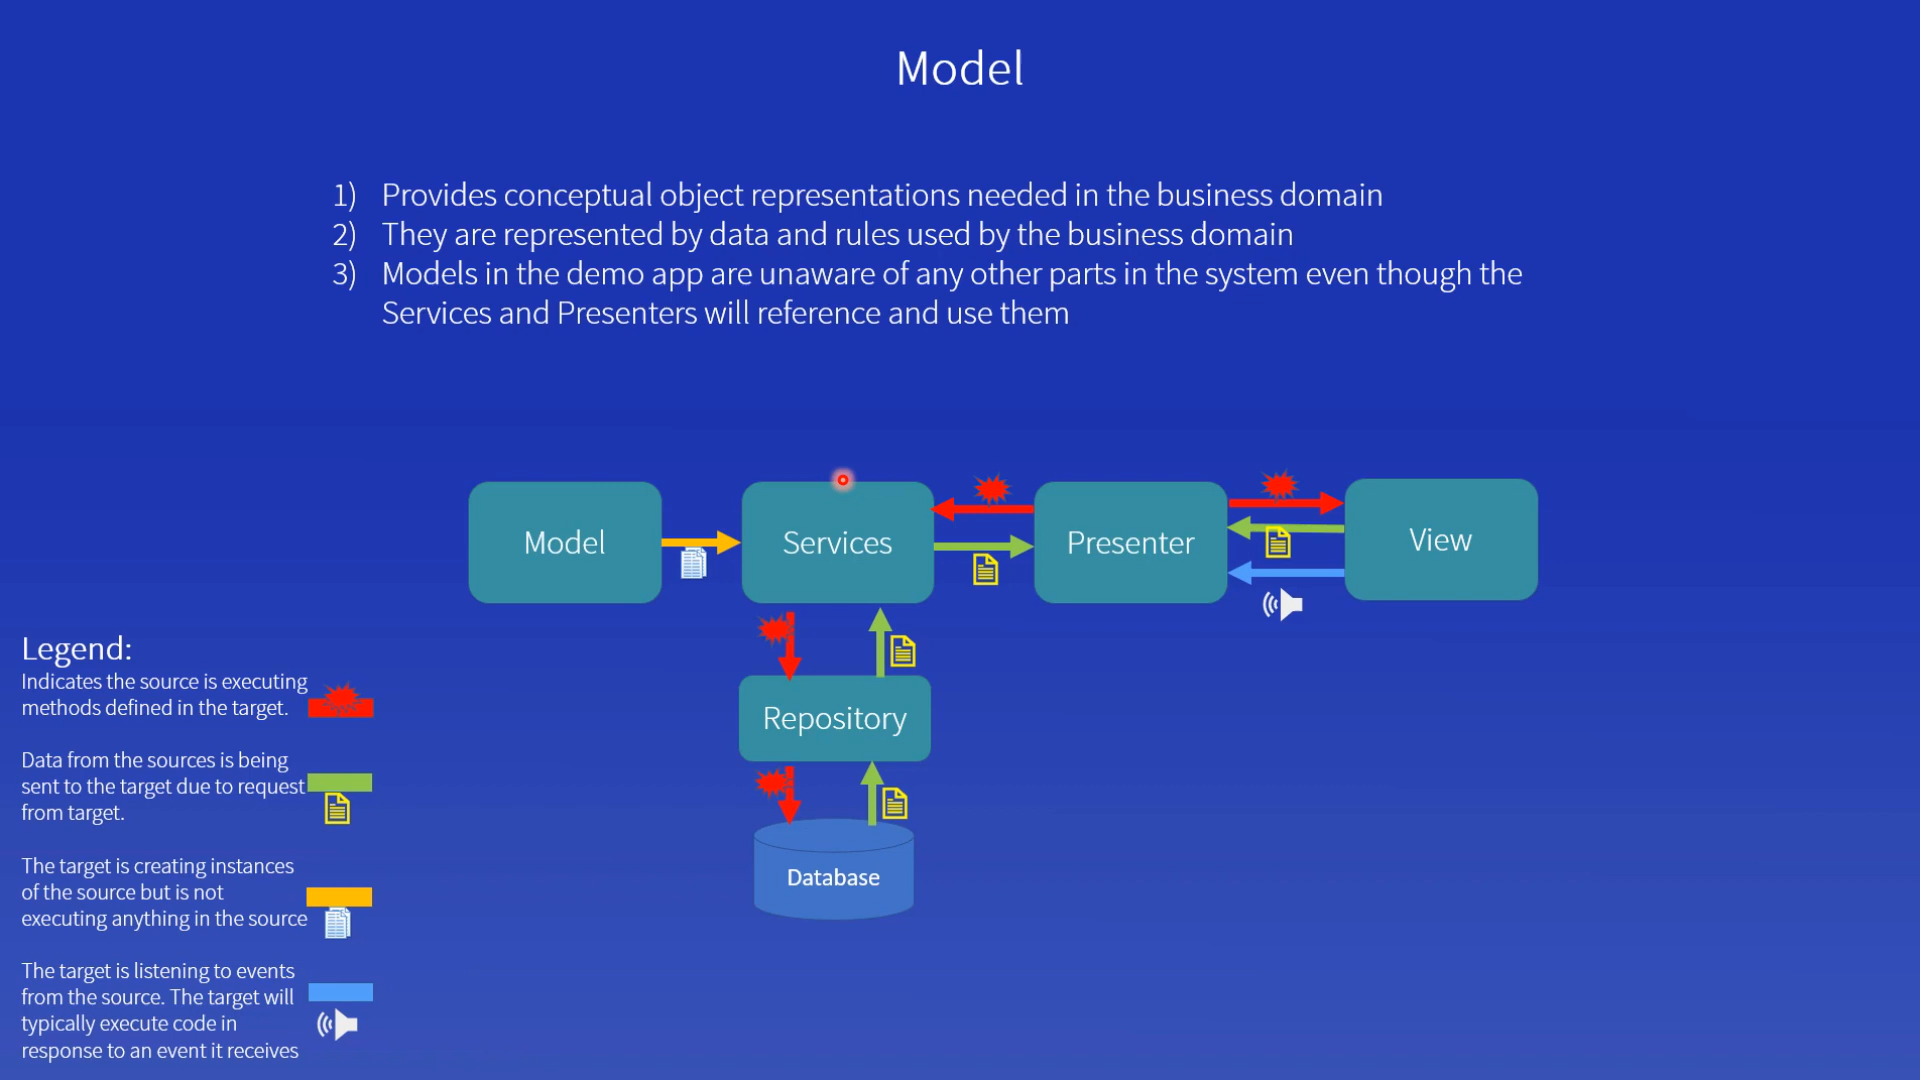 Model
1) Provides conceptual object representations needed in the business domain
2) They are represented by data and rules used by the business domain
3) Models in the demo app are unaware of any other parts in the system even though the
Services and Presenters will reference and use them
Model
Services
Presenter
View
Repository
Database
Legend:
Indicates the source is executing
methods defined in the target.
Data from the sources is being
sent to the target due to request
from target.
The target is creating instances
of the source but is not
executing anything in the source
The target is listening to events
from the source. The target will
typically execute code in
response to an event it receives